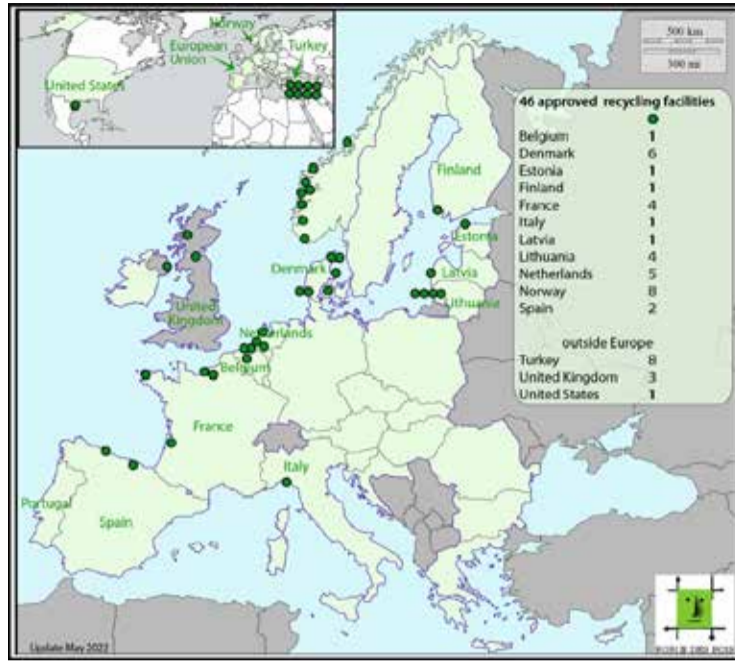 Norway
European
Union
Turkey
United States
500 km
300 mi
46 approved recycling facilities
Belgium 1
Denmark 6
Estonia 1
Finland 1
France 4
Italy 1
Latvia 1
Lithuania 4
Netherlands 5
Norway 8
Spain 2
outside Europe
Turkey 8
United Kingdom 3
United States 1
Finland
Estonia
Denmark
Latvia
Lithuania
United
Kingdom
Netherlands
Belgium
France
Italy
Portugal
Spain
Update May 2022